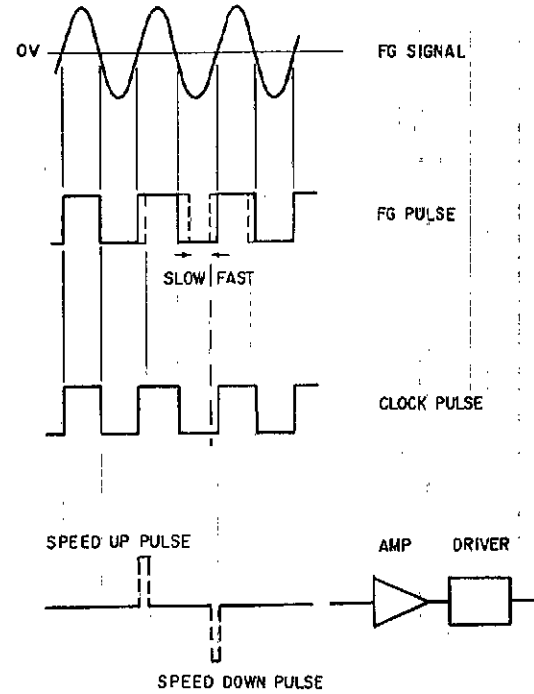 0V
FG SIGNAL
FG PULSE
SLOW FAST
CLOCK PULSE
SPEED UP PULSE
AMP DRIVER
SPEED DOWN PULSE